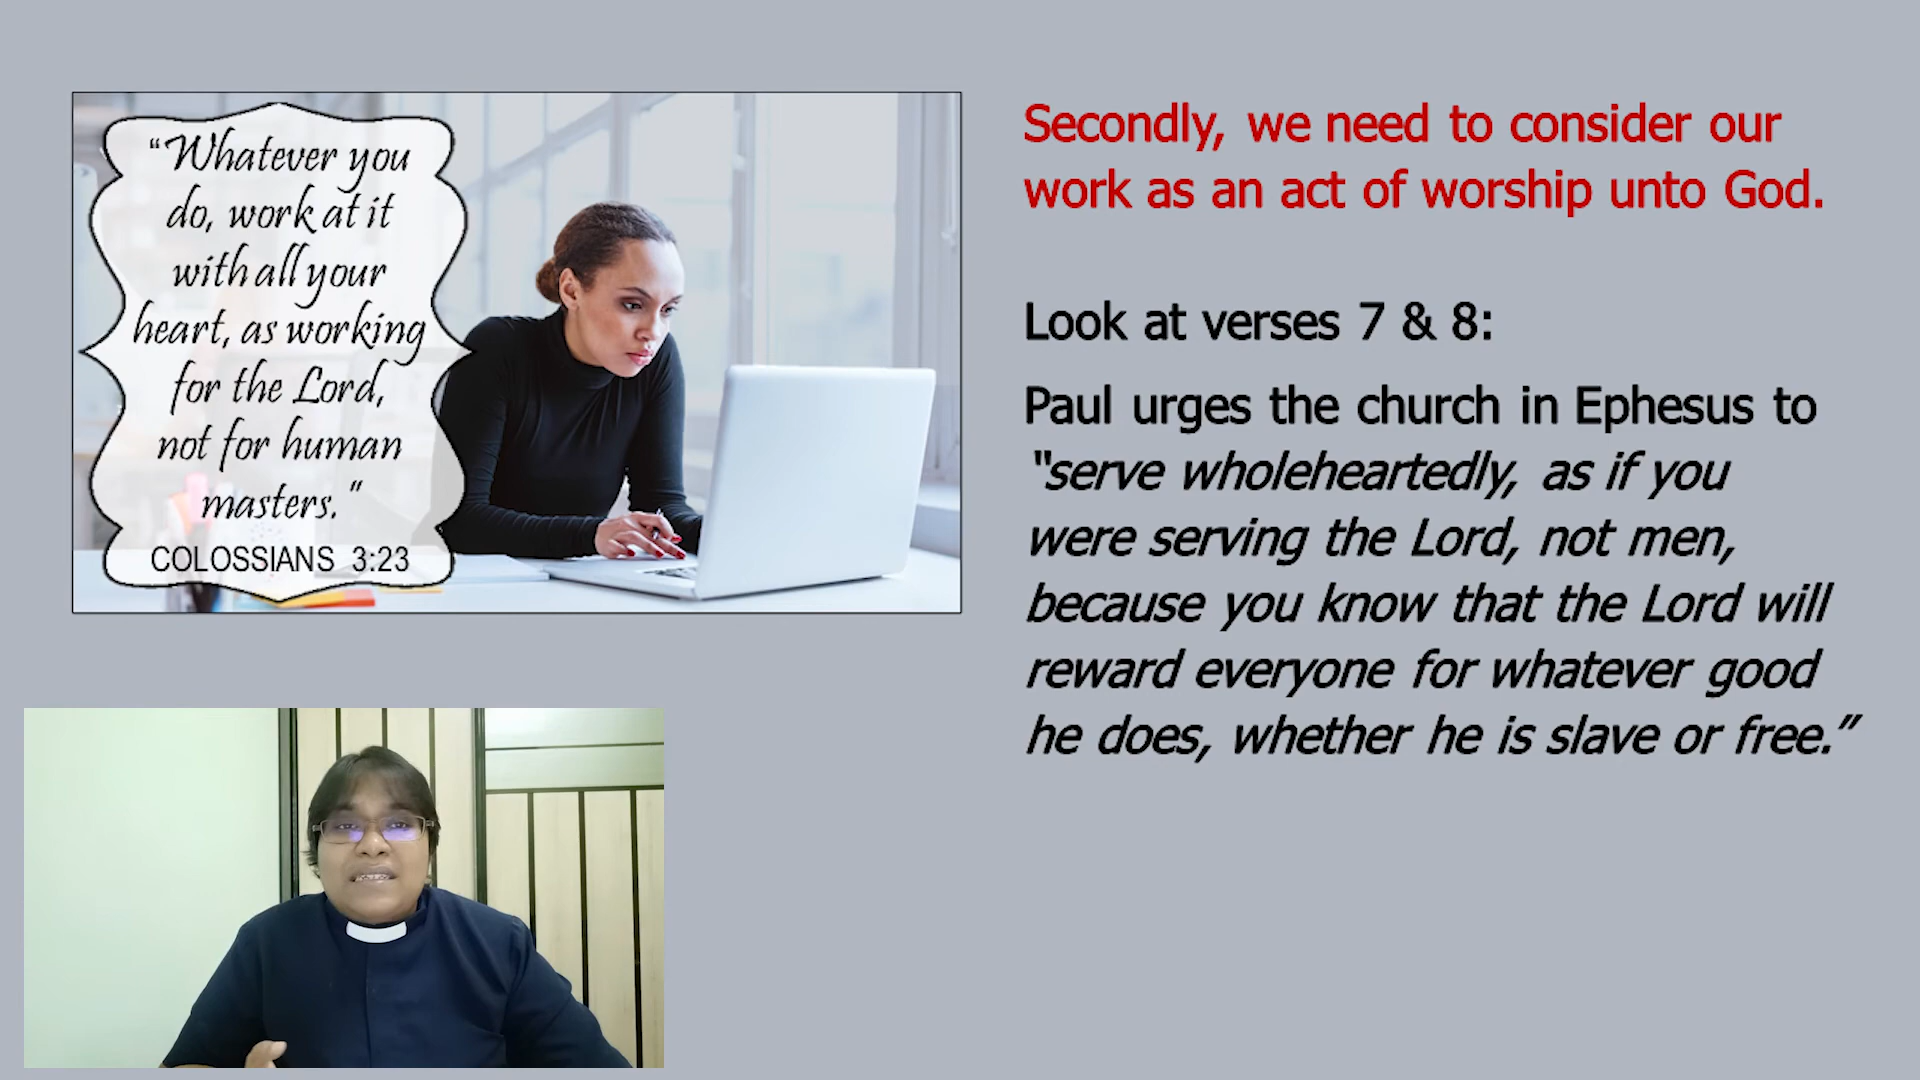 “Whatever you
do, work at it
with all your
heart, as working
for the Lord,
not for human
masters.”
COLOSSIANS 3:23
Secondly, we need to consider our
work as an act of worship unto God.
Look at verses 7 & 8:
Paul urges the church in Ephesus to
“serve wholeheartedly, as if you
were serving the Lord, not men,
because you know that the Lord will
reward everyone for whatever good
he does, whether he is slave or free.”